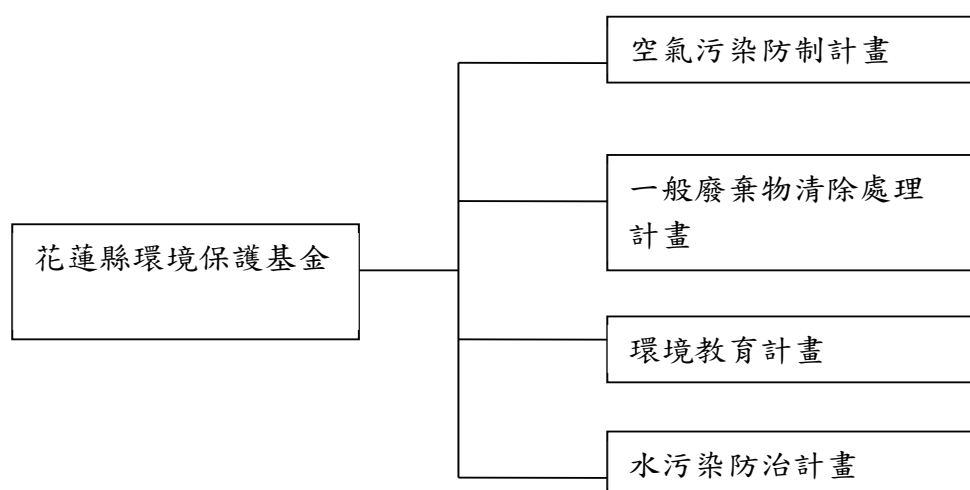 空氣污染防制計畫
一般廢棄物清除處理
計畫
花蓮縣環境保護基金
環境教育計畫
水污染防治計畫